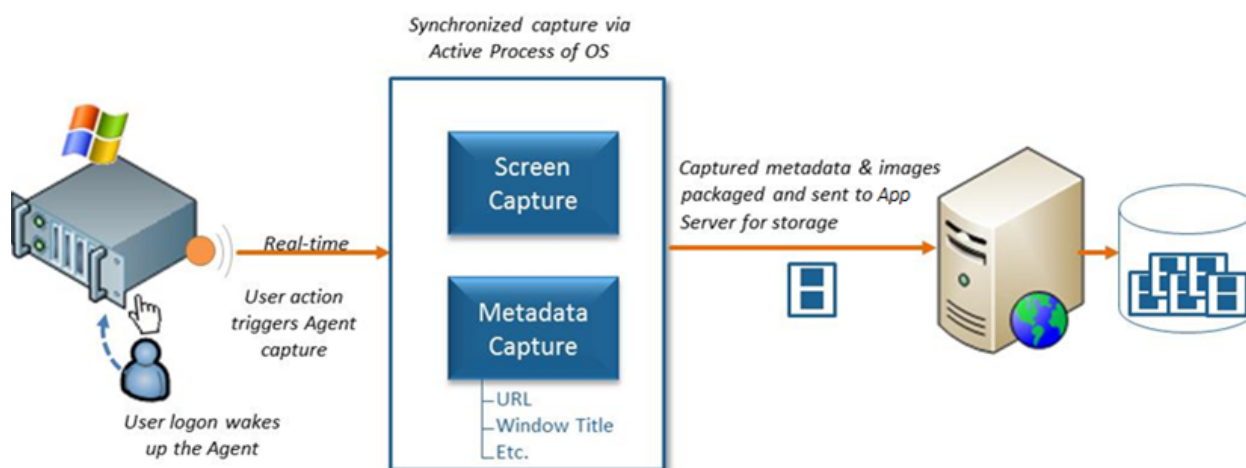 Synchronized capture via
Active Process of OS
Screen
Capture
Metadata
Capture
URL
Window Title
Etc.
Real-time
User action
triggers Agent
capture
User logon wakes
up the Agent
Captured metadata & images
packaged and sent to App
Server for storage